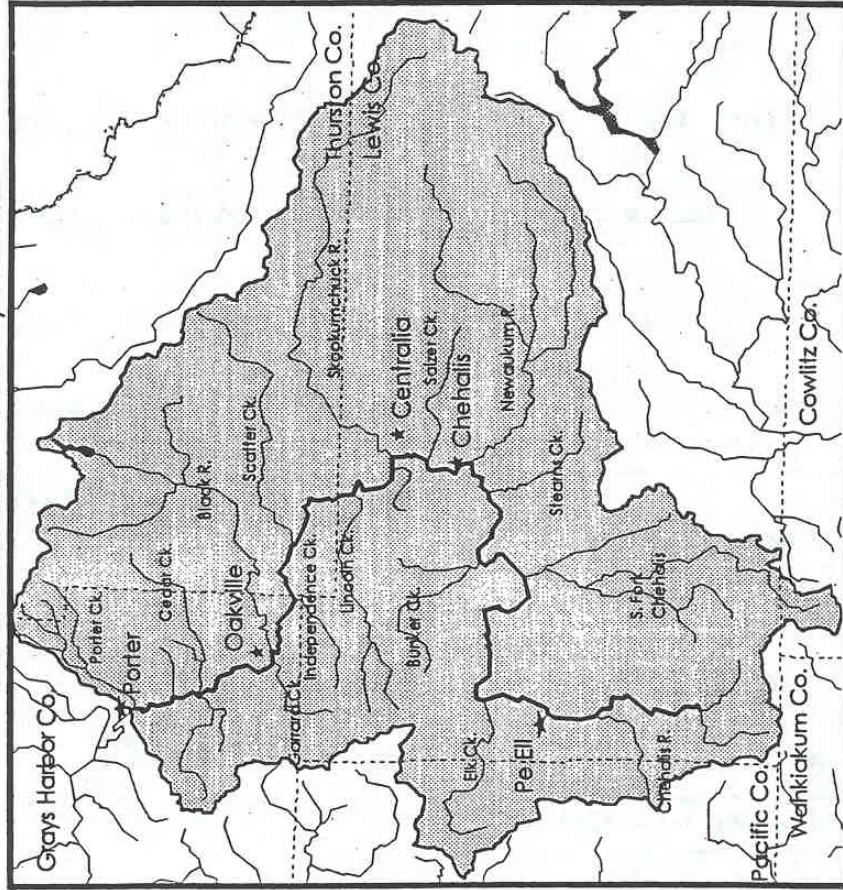 Grays Harbor Co.
Thurston Co.
Lewis Co.
Porter Ck.
Porter
Cedar Ck.
Black R.
Oakville
Scatter Ck.
Skookumchuck R.
Garrard Ck.
Independence Ck.
Lincoln Ck.
Centralia
Salzer Ck.
Bunker Ck.
Chehalis
Elk Ck.
Newaukum R.
Pe Ell
Stearns Ck.
S. Fork
Chehalis
Chehalis R.
Pacific Co.
Wahkiakum Co.
Cowlitz Co.